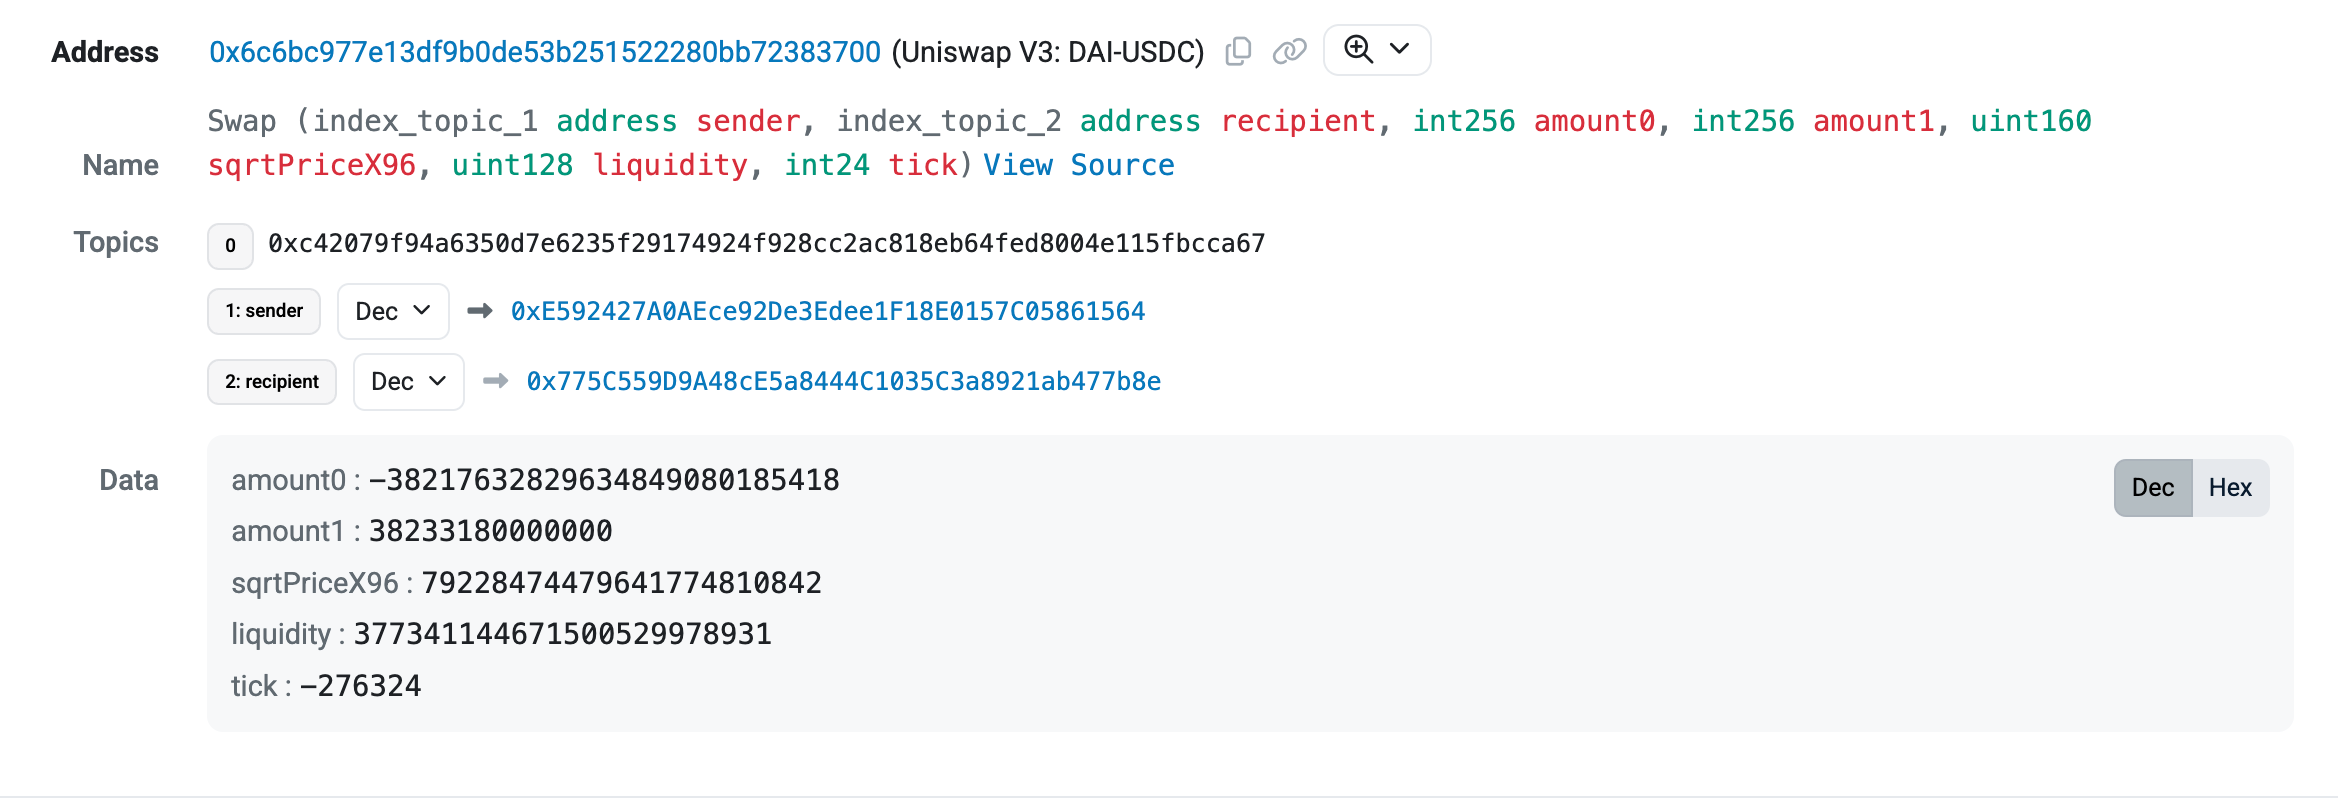 Address 0x6c6bc977e13df9b0de53b251522280bb72383700 (Uniswap V3: DAI-USDC)
Swap (index_topic_1 address sender, index_topic_2 address recipient, int256 amount0, int256 amount1, uint160
Name sqrtPriceX96, uint128 liquidity, int24 tick) View Source
Topics 0 0xc42079f94a6350d7e6235f29174924f928cc2ac818eb64fed8004e115fbcca67
1: sender Dec 0xE592427A0AEce92De3Edee1F18E0157C05861564
2: recipient Dec 0x775C559D9A48cE5a8444C1035C3a8921ab477b8e
Data amount0 : −38217632829634849080185418 Dec Hex
amount1 : 38233180000000
sqrtPriceX96 : 79228474479641774810842
liquidity : 377341144671500529978931
tick : −276324